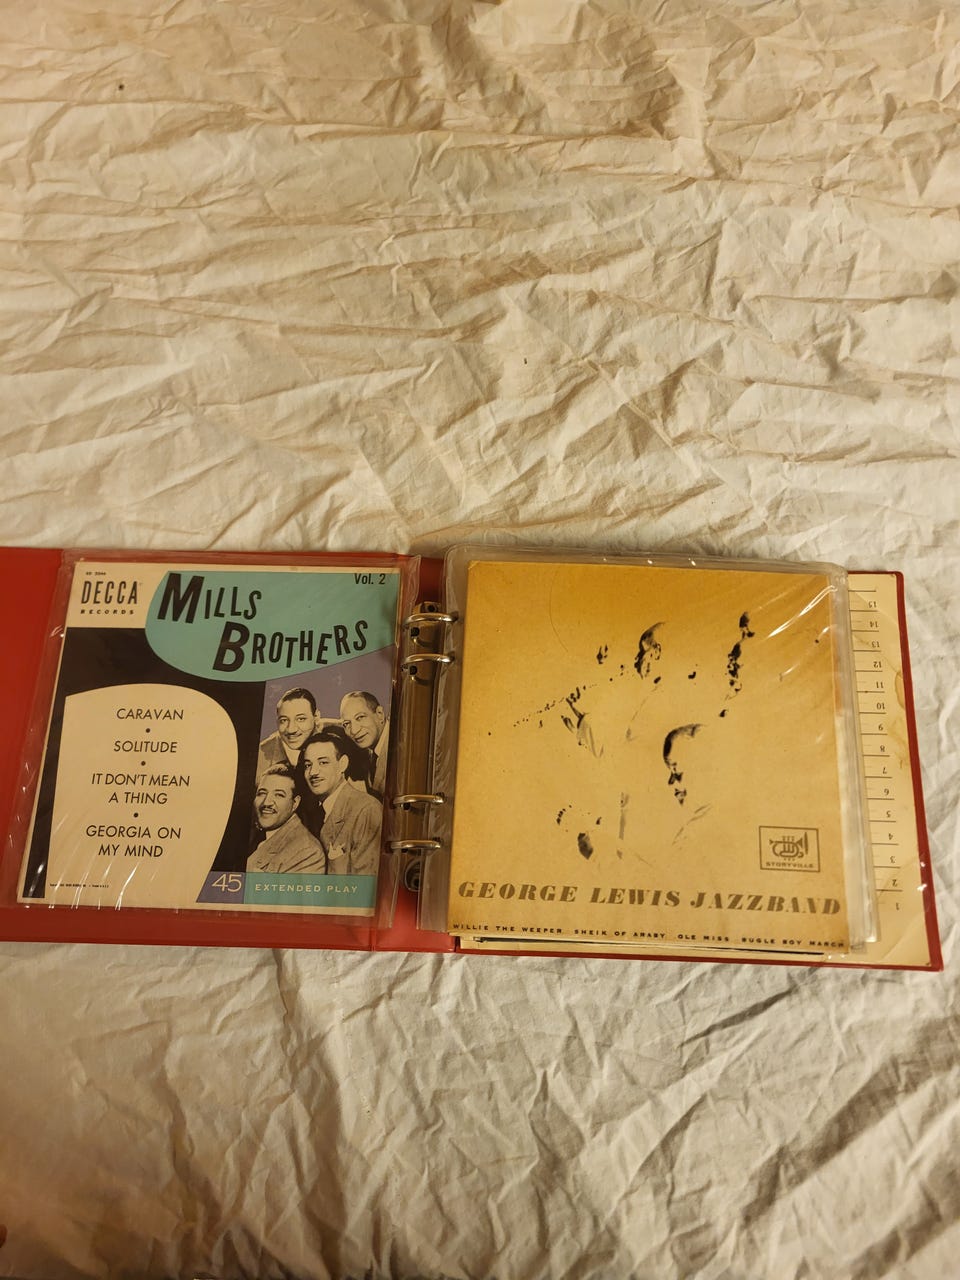 DECCA
RECORDS
MILLS
BROTHERS
Vol. 2
CARAVAN
•
SOLITUDE
•
IT DON'T MEAN
A THING
•
GEORGIA ON
MY MIND
45 EXTENDED PLAY
STORYVILLE
GEORGE LEWIS JAZZBAND
WILLIE THE WEEPER SHEIK OF ARABY OLE MISS BUGLE BOY MARCH
15
14
13
12
11
10
9
8
7
6
5
4
3
2
1